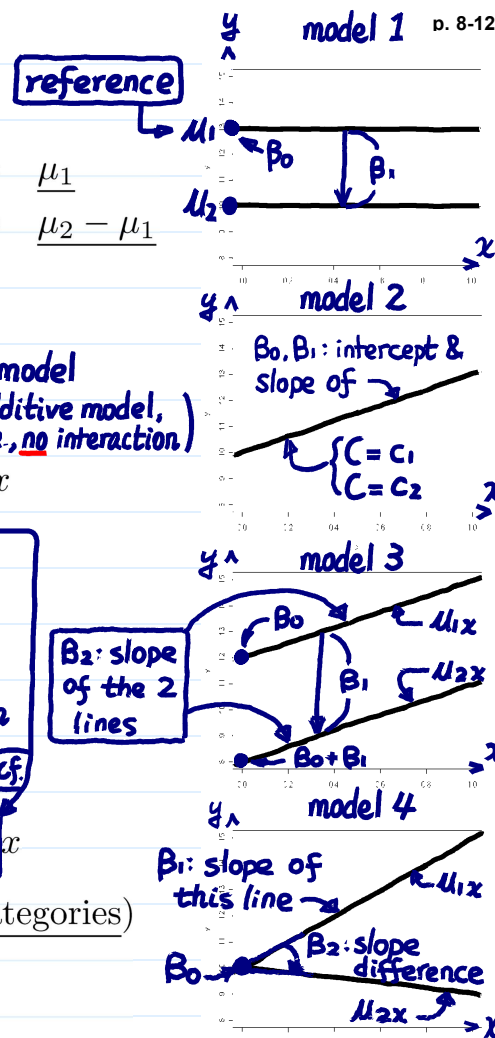 p. 8-12
y
model 1
reference
μ1
β0
β1
μ1
μ2
μ2 − μ1
x
y
model 2
β0, β1 : intercept &
slope of
model
ditive model,
no interaction)
C = c1
C = c2
x
x
y
model 3
β0
μ1x
β2: slope
of the 2
lines
β1
μ2x
β0+β1
x
cf.
y
model 4
x
β1: slope of
this line
μ1x
tegories)
β2: slope
difference
β0
μ2x
x